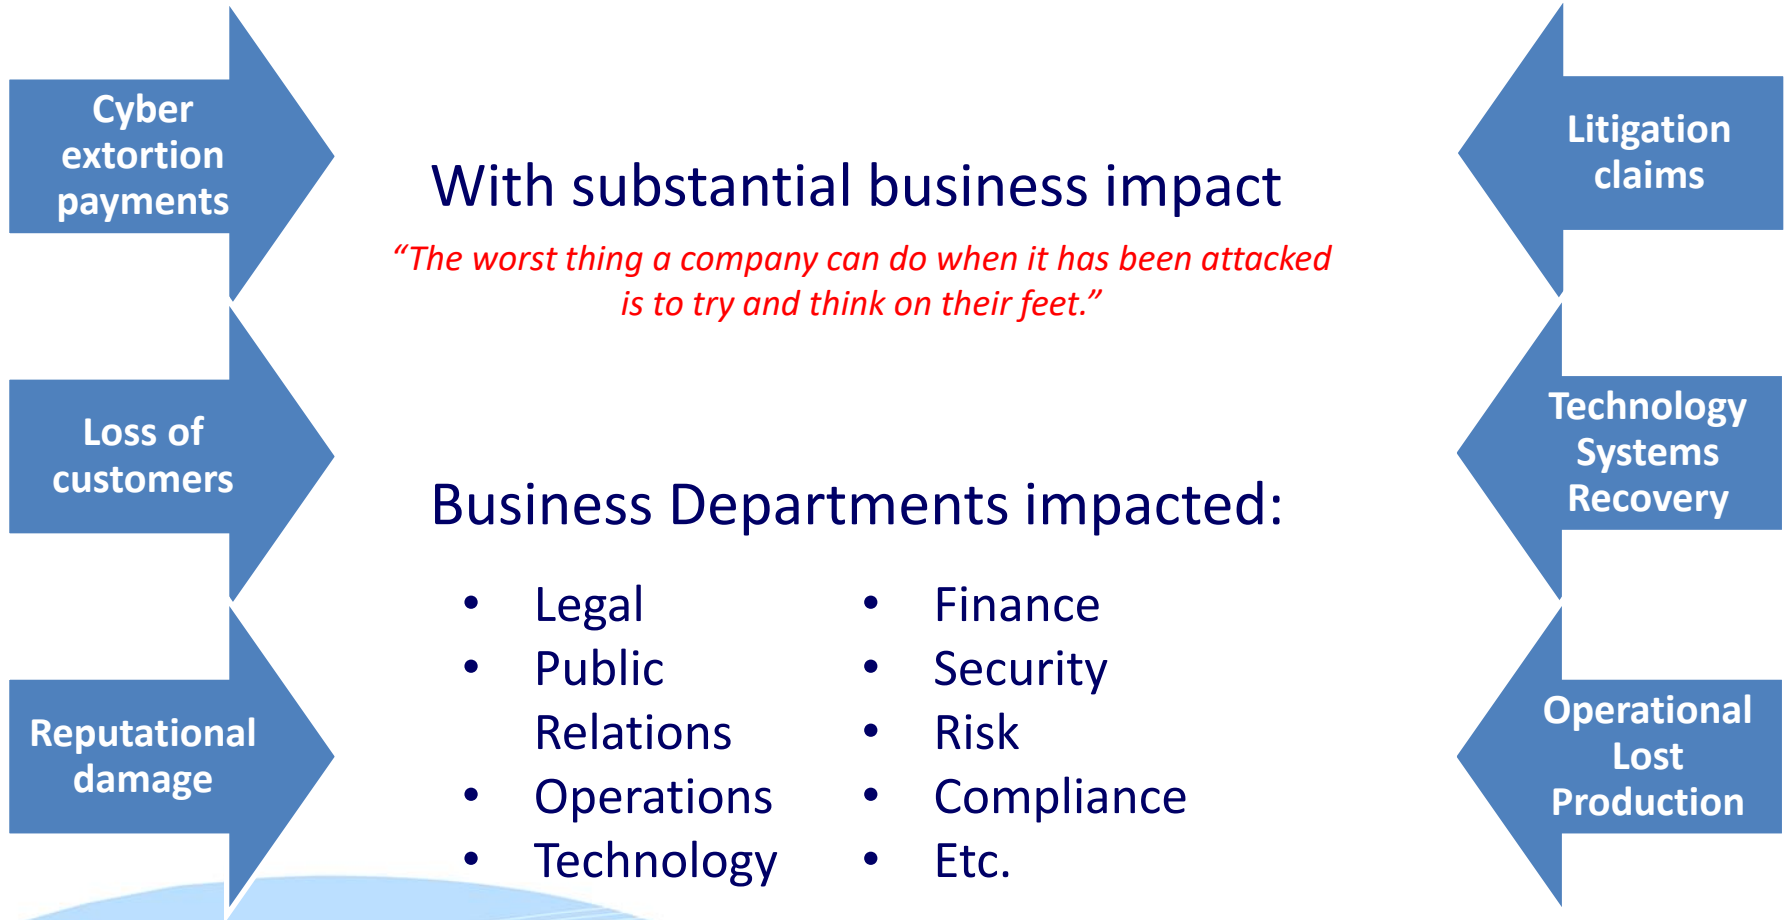 Cyber
extortion
payments
Loss of
customers
Reputational
damage
With substantial business impact
“The worst thing a company can do when it has been attacked
is to try and think on their feet.”
Business Departments impacted:
• Legal
• Public
Relations
• Operations
• Technology
• Finance
• Security
• Risk
• Compliance
• Etc.
Litigation
claims
Technology
Systems
Recovery
Operational
Lost
Production